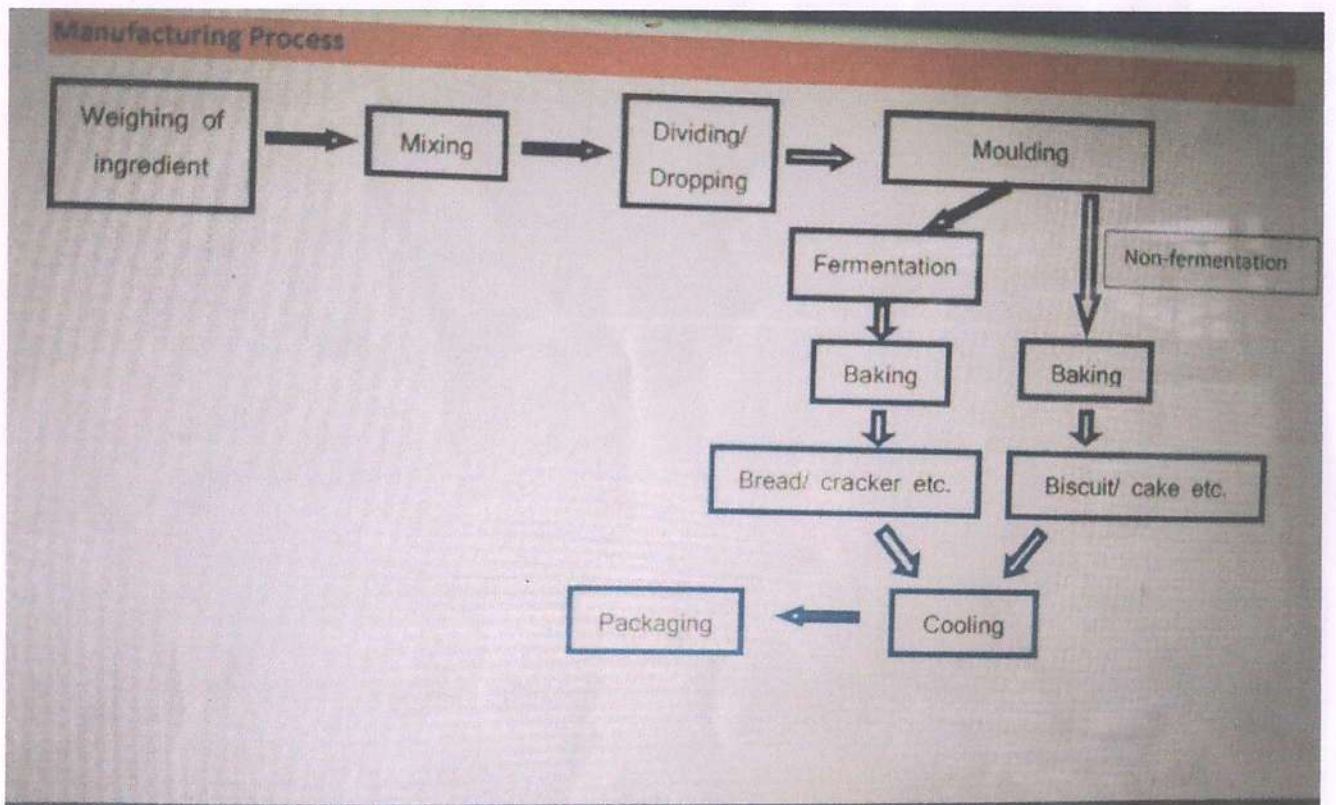 Manufacturing Process
Weighing of
ingredient
Mixing
Dividing/
Dropping
Moulding
Fermentation
Non-fermentation
Baking
Baking
Bread/ cracker etc.
Biscuit/ cake etc.
Cooling
Packaging